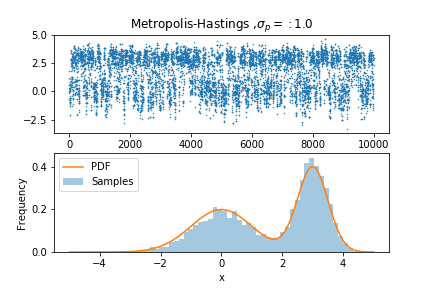 Metropolis-Hastings ,σₚ = :1.0
5.0
2.5
0.0
−2.5
0 2000 4000 6000 8000 10000
0.4
0.2
0.0
Frequency
PDF
Samples
−4 −2 0 2 4
x